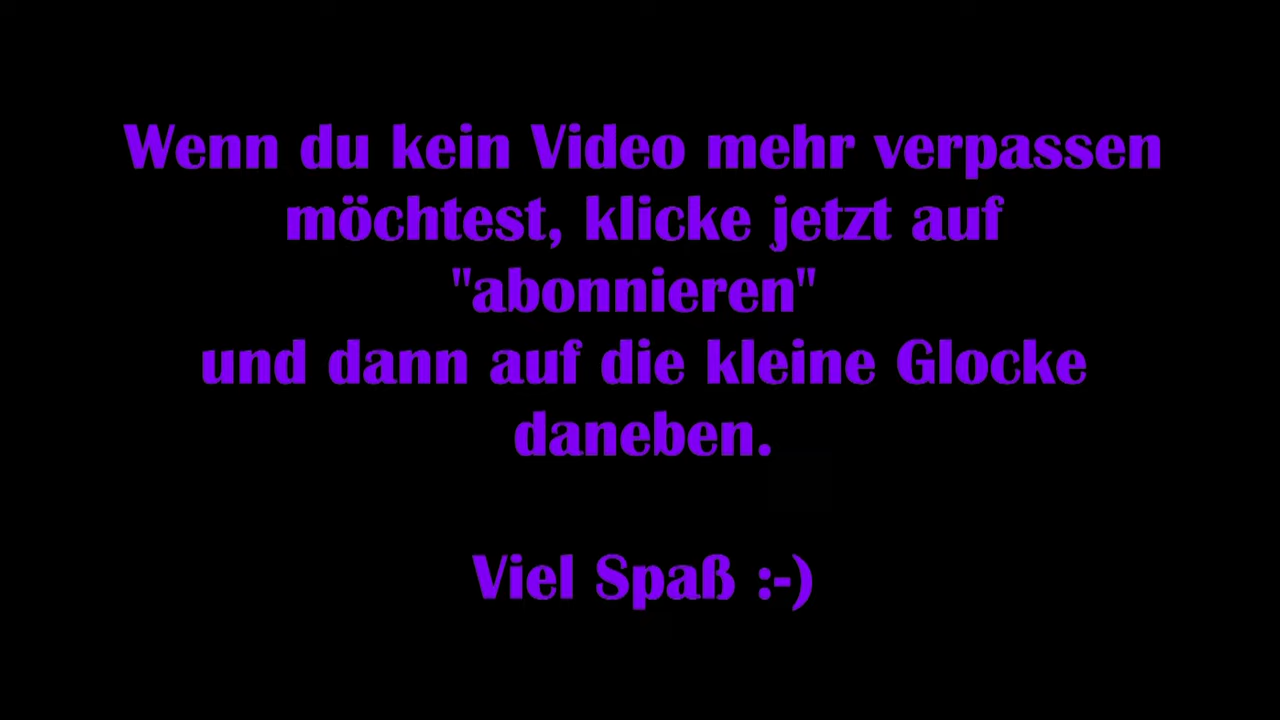 Wenn du kein Video mehr verpassen
möchtest, klicke jetzt auf
"abonnieren"
und dann auf die kleine Glocke
daneben.
Viel Spaß :-)